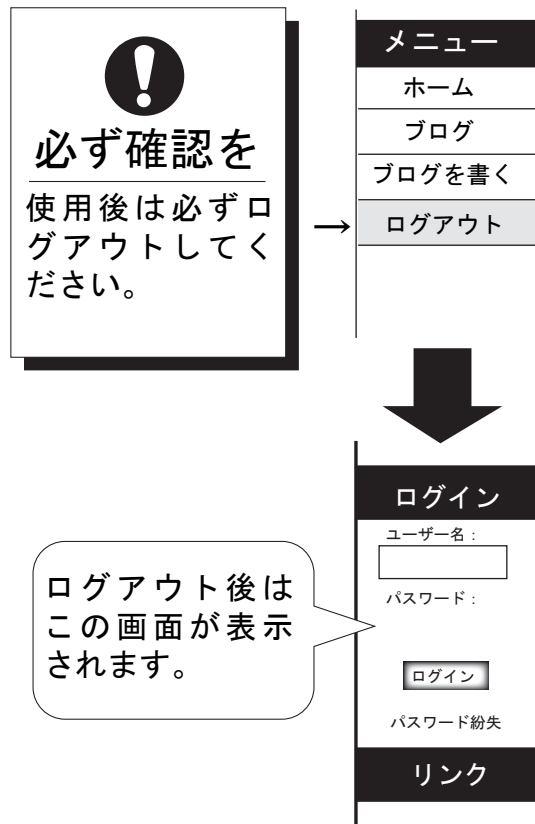 必ず確認を
使用後は必ずロ
グアウトしてく
ださい。
→
メニュー
ホーム
ブログ
ブログを書く
ログアウト
ログアウト後は
この画面が表示
されます。
ログイン
ユーザー名：
パスワード：
ログイン
パスワード紛失
リンク